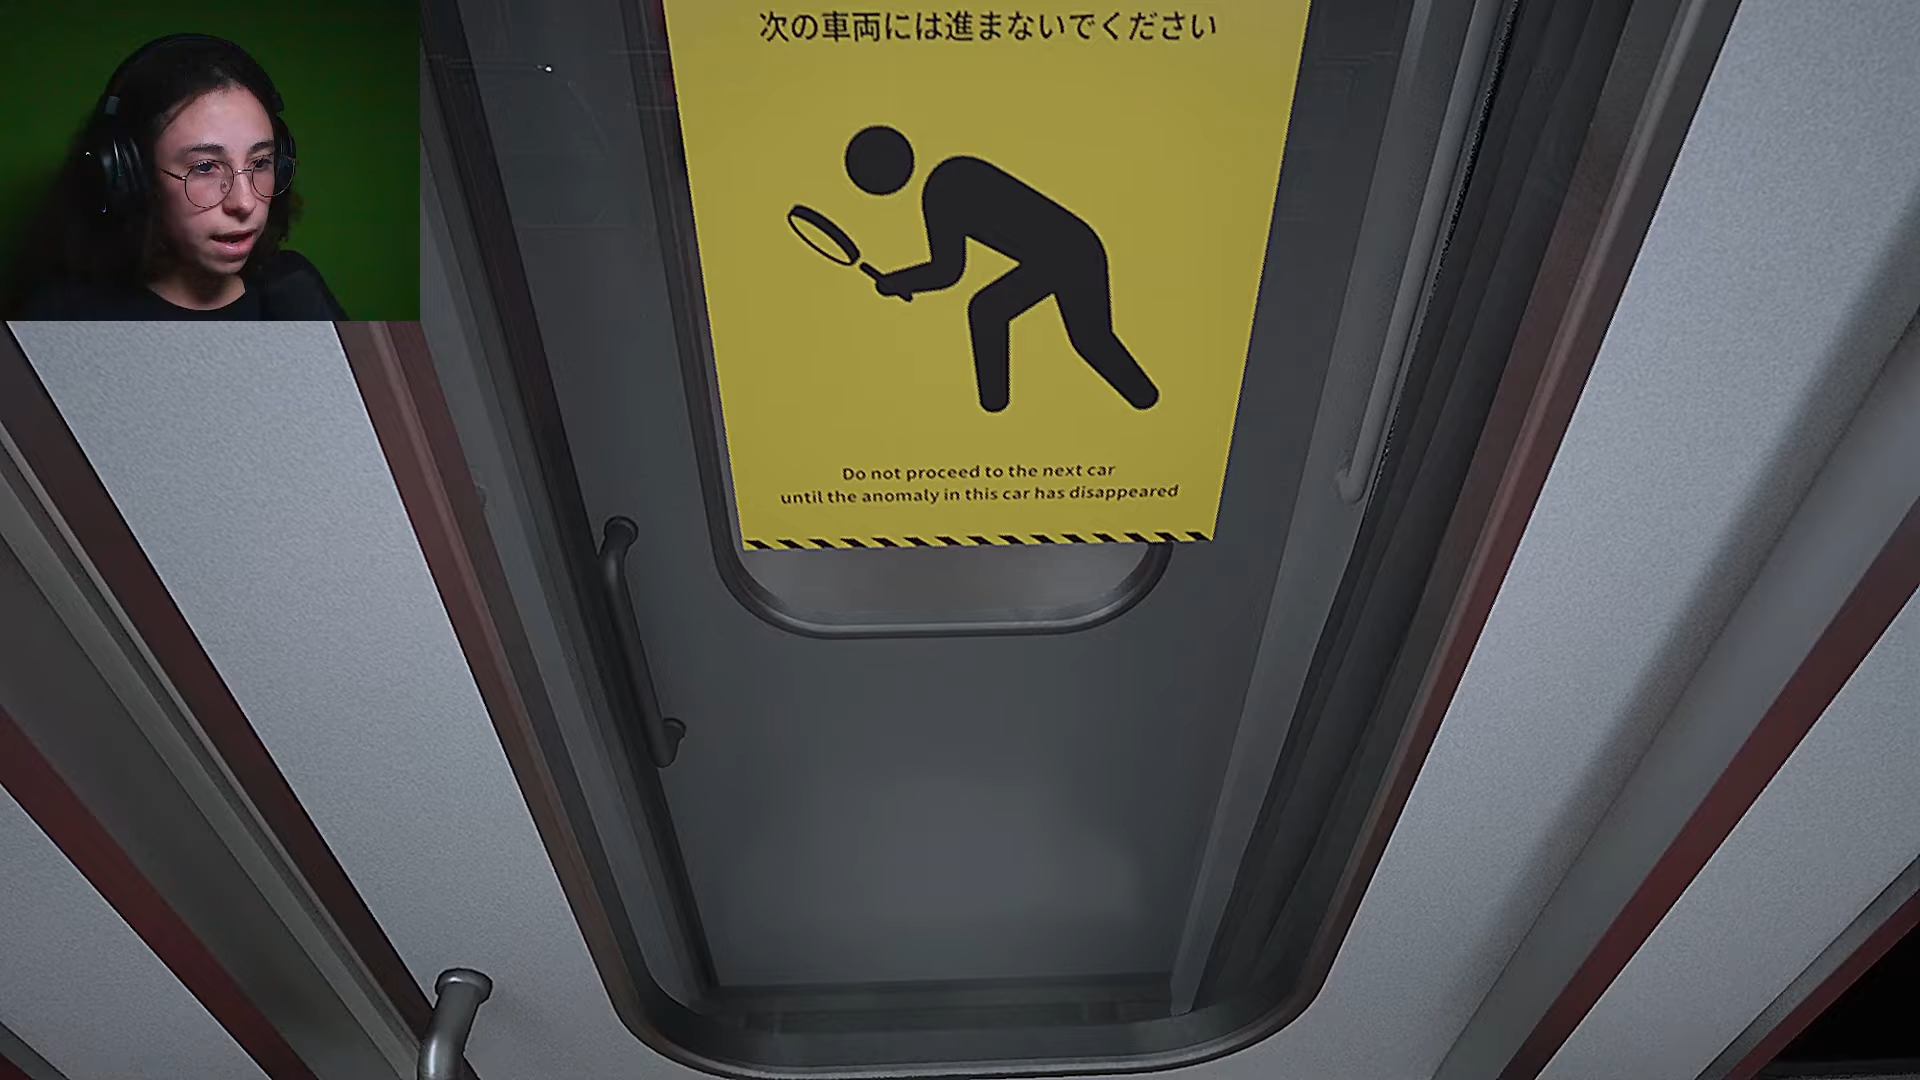 次の車両には進まないでください
Do not proceed to the next car
until the anomaly in this car has disappeared